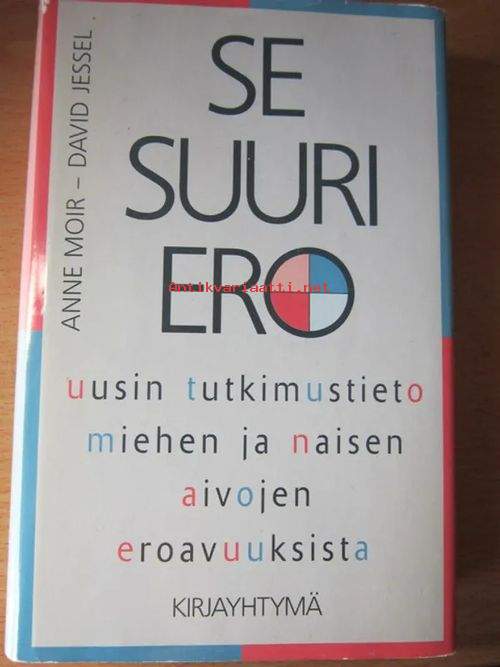 ANNE MOIR – DAVID JESSEL
SE
SUURI
ERO
Antikvariaatti.net
uusin tutkimustieto
miehen ja naisen
aivojen
eroavuuksista
KIRJAYHTYMÄ